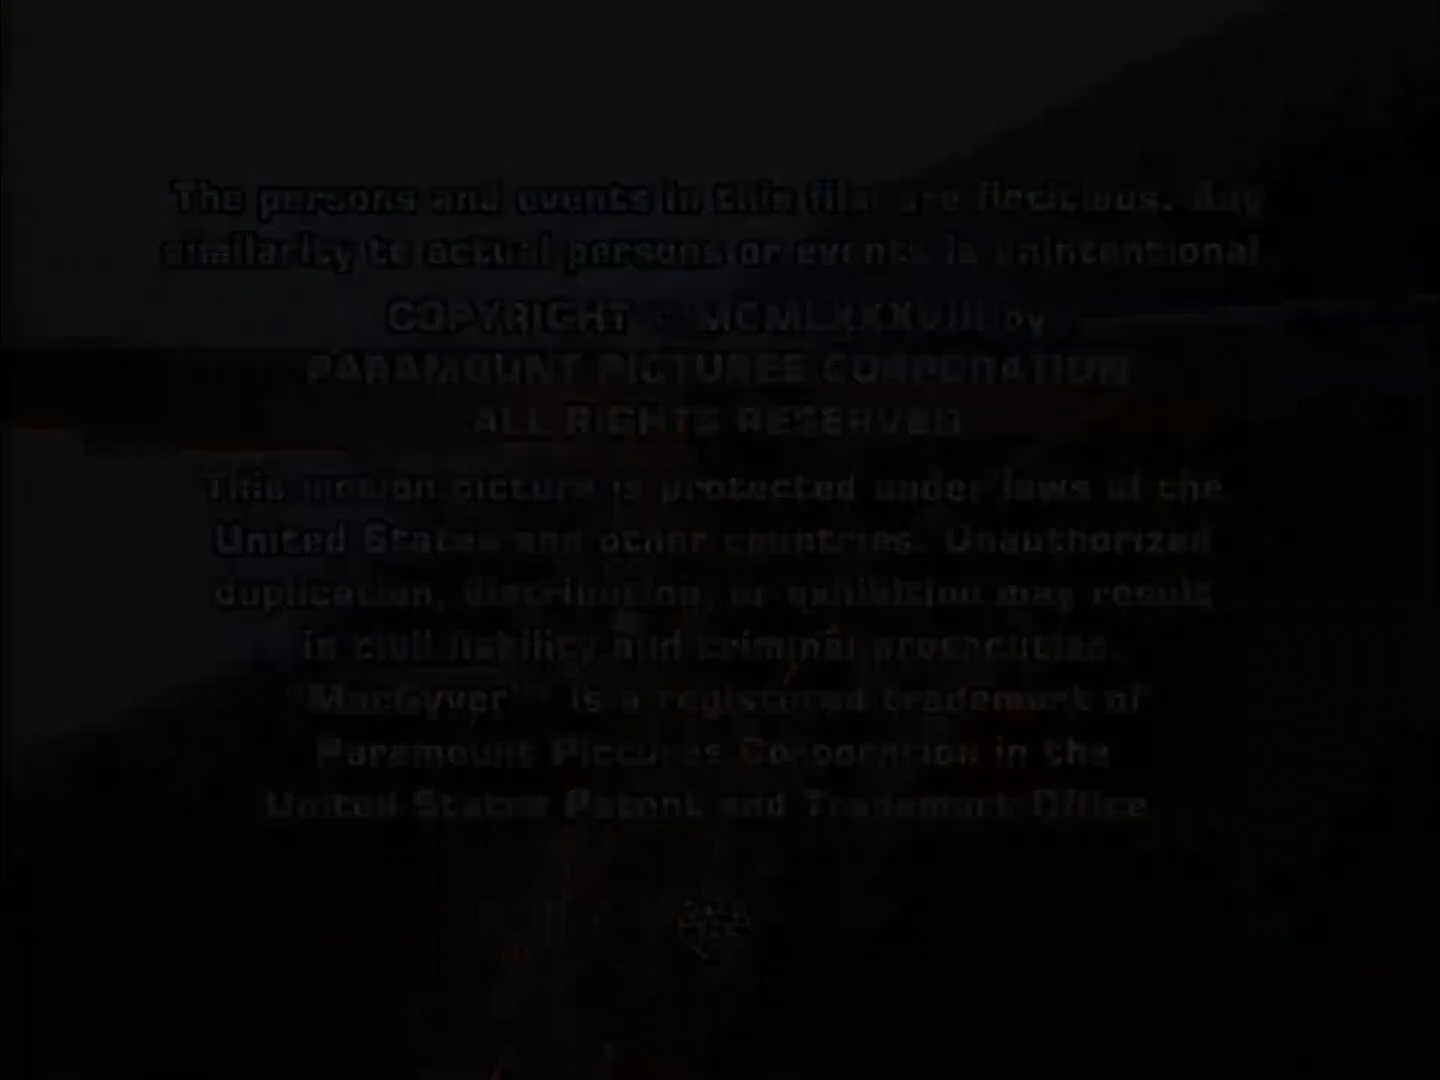 The persons and events in this film are fictitious. Any
similarity to actual persons or events is unintentional
COPYRIGHT MCMLXXXVIII by
PARAMOUNT PICTURES CORPORATION
ALL RIGHTS RESERVED
This motion picture is protected under laws of the
United States and other countries. Unauthorized
duplication, distribution, or exhibition may result
in civil liability and criminal prosecution.
"MacGyver" is a registered trademark of
Paramount Pictures Corporation in the
United States Patent and Trademark Office